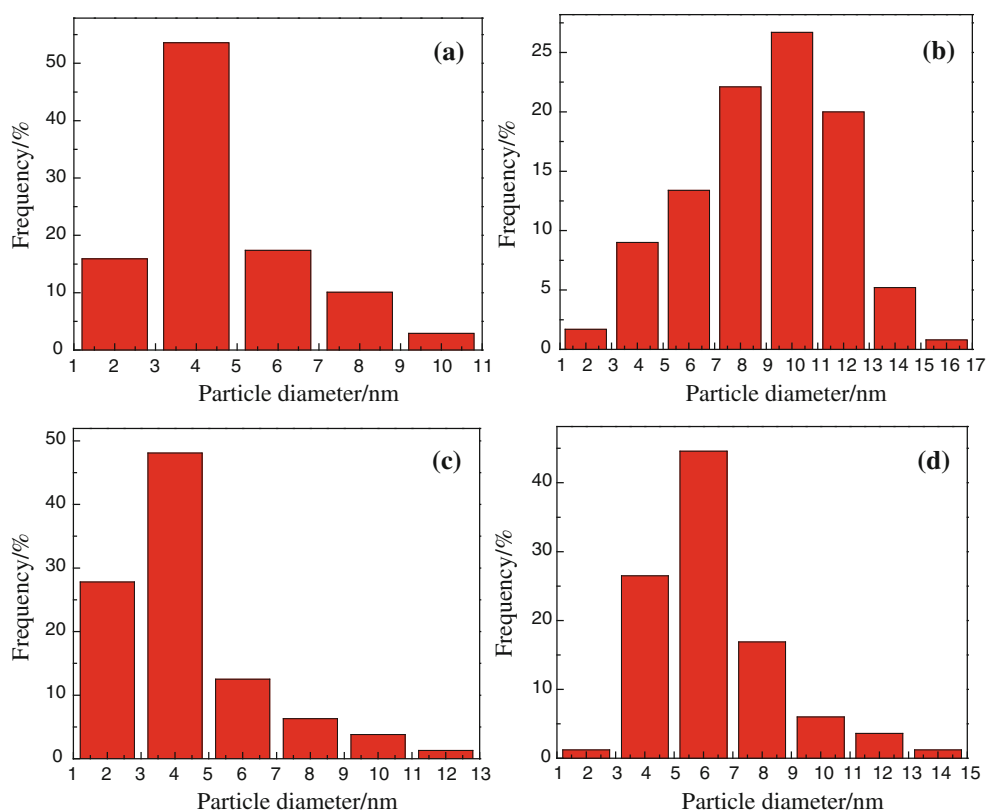 (a)
Frequency/%
50
40
30
20
10
0
1 2 3 4 5 6 7 8 9 10 11
Particle diameter/nm
(b)
Frequency/%
25
20
15
10
5
0
1 2 3 4 5 6 7 8 9 10 11 12 13 14 15 16 17
Particle diameter/nm
(c)
Frequency/%
50
40
30
20
10
0
1 2 3 4 5 6 7 8 9 10 11 12 13
Particle diameter/nm
(d)
Frequency/%
40
30
20
10
0
1 2 3 4 5 6 7 8 9 10 11 12 13 14 15
Particle diameter/nm